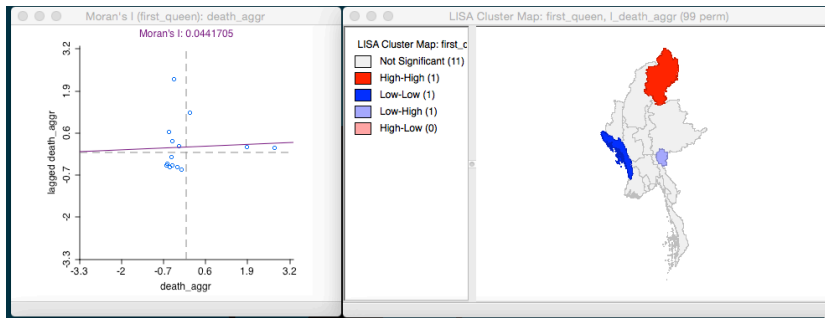 Moran's I (first_queen): death_aggr
Moran's I: 0.0441705
3.2
1.9
0.6
-0.7
-2
-3.3
lagged death_aggr
-3.3
-2
-0.7
0.6
1.9
3.2
death_aggr
LISA Cluster Map: first_queen, I_death_aggr (99 perm)
LISA Cluster Map: first_c
Not Significant (11)
High-High (1)
Low-Low (1)
Low-High (1)
High-Low (0)